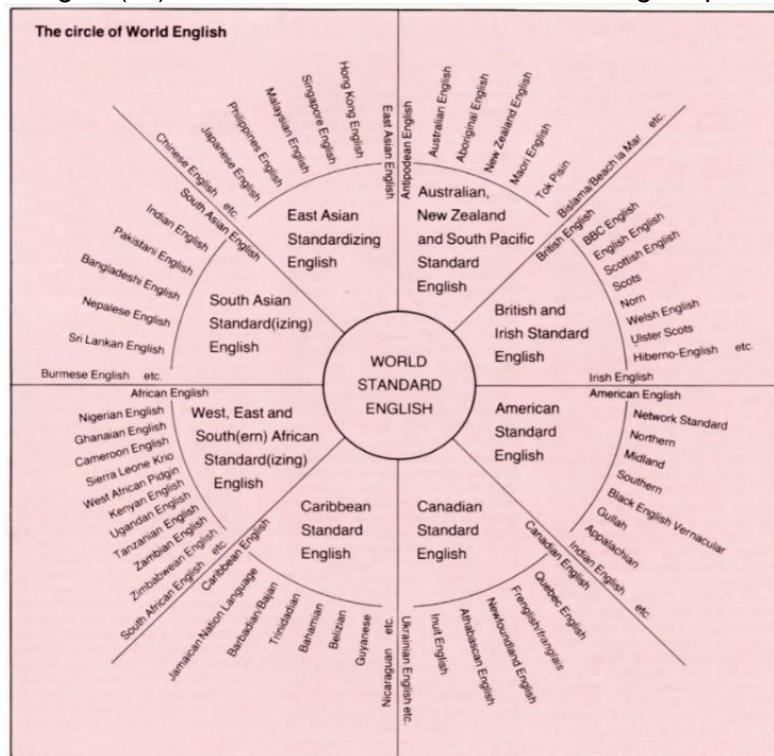 The circle of World English
WORLD
STANDARD
ENGLISH
Australian,
New Zealand
and South Pacific
Standard
English
Antipodean English
Australian English
Aboriginal English
New Zealand English
Maori English
Tok Pisin
Bislama/Beach la Mar etc.
British and
Irish Standard
English
British English
BBC English
English English
Scottish English
Scots
Norn
Welsh English
Ulster Scots
Hiberno-English etc.
Irish English
American
Standard
English
American English
Network Standard
Northern
Midland
Southern
Black English Vernacular
Gullah
Appalachian
Indian English etc.
Canadian
Standard
English
Canadian English
Quebec English
Frenglish/franglais
Newfoundland English
Athabascan English
Inuit English
Ukrainian English etc.
Caribbean
Standard
English
Caribbean English
Jamaican Nation Language
Barbadian/Bajan
Trinidadian
Bahamian
Belizian
Guyanese
Nicaraguan etc.
West, East and
South(ern) African
Standard(izing)
English
African English
Nigerian English
Ghanaian English
Cameroon English
Sierra Leone Krio
West African Pidgin
Kenyan English
Ugandan English
Tanzanian English
Zambian English
Zimbabwean English
South African English etc.
South Asian
Standard(izing)
English
South Asian English
Indian English
Pakistani English
Bangladeshi English
Nepalese English
Sri Lankan English
Burmese English etc.
East Asian
Standardizing
English
East Asian English
Hong Kong English
Singapore English
Malaysian English
Philippines English
Japanese English
Chinese English etc.